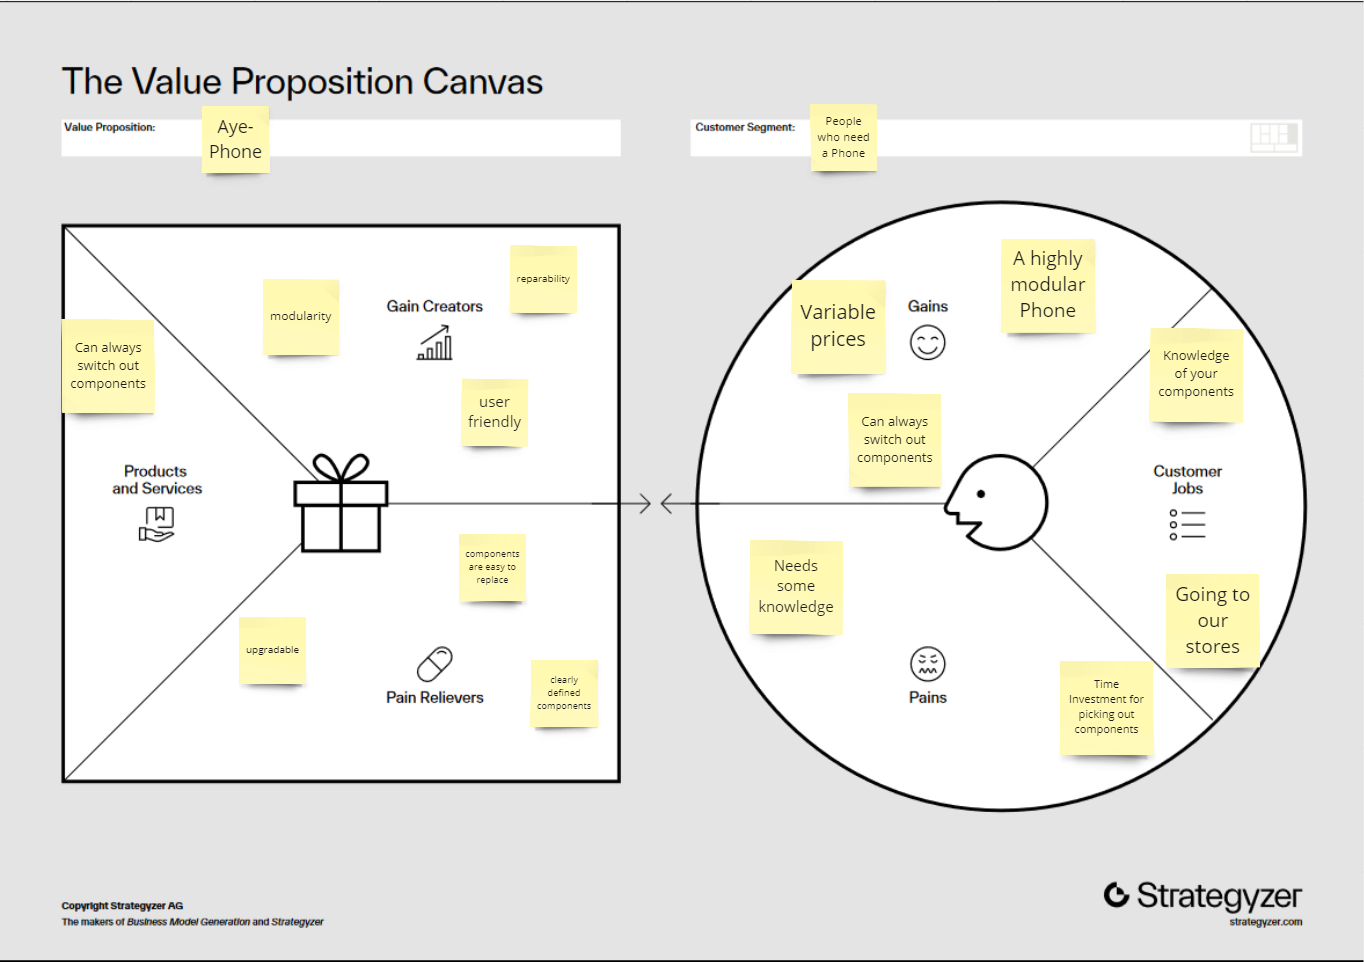 The Value Proposition Canvas
Value Proposition:
Aye-
Phone
Customer Segment:
People
who need
a Phone
Can always
switch out
components
Products
and Services
modularity
Gain Creators
reparability
user
friendly
components
are easy to
replace
upgradable
Pain Relievers
clearly
defined
components
Variable
prices
Gains
A highly
modular
Phone
Can always
switch out
components
Knowledge
of your
components
Customer
Jobs
Going to
our
stores
Needs
some
knowledge
Pains
Time
Investment for
picking out
components
Copyright Strategyzer AG
The makers of Business Model Generation and Strategyzer
Strategyzer
strategyzer.com